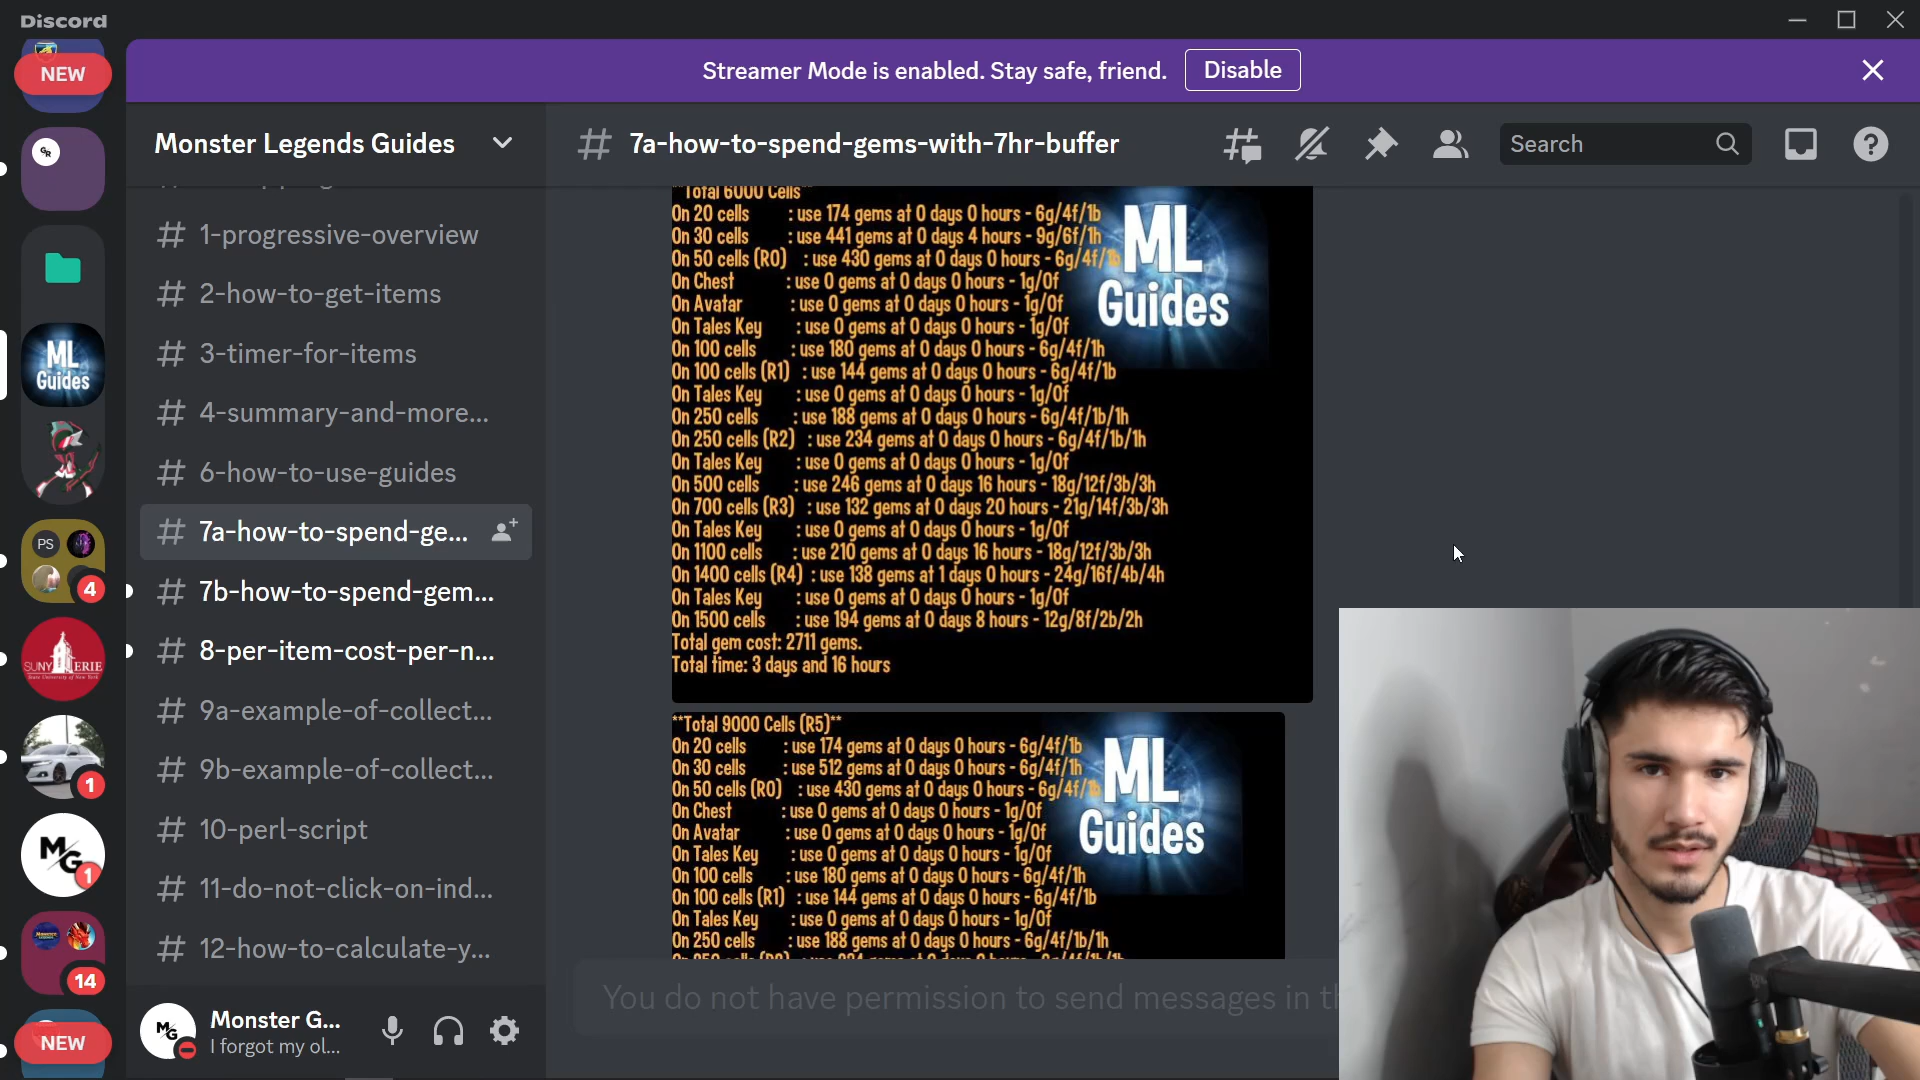 Discord
NEW
Streamer Mode is enabled. Stay safe, friend.
Disable
Monster Legends Guides
7a-how-to-spend-gems-with-7hr-buffer
Search
1-progressive-overview
2-how-to-get-items
3-timer-for-items
4-summary-and-more...
6-how-to-use-guides
7a-how-to-spend-ge...
7b-how-to-spend-gem...
8-per-item-cost-per-n...
9a-example-of-collect...
9b-example-of-collect...
10-perl-script
11-do-not-click-on-ind...
12-how-to-calculate-y...
GR
ML
Guides
PS
4
SUNY ERIE
1
MG
1
14
NEW
MG
Monster G...
I forgot my ol...
**Total 6000 Cells**
On 20 cells : use 174 gems at 0 days 0 hours - 6g/4f/1b
On 30 cells : use 441 gems at 0 days 4 hours - 9g/6f/1h
On 50 cells (R0) : use 430 gems at 0 days 0 hours - 6g/4f/1b
On Chest : use 0 gems at 0 days 0 hours - 1g/0f
On Avatar : use 0 gems at 0 days 0 hours - 1g/0f
On Tales Key : use 0 gems at 0 days 0 hours - 1g/0f
On 100 cells : use 180 gems at 0 days 0 hours - 6g/4f/1h
On 100 cells (R1) : use 144 gems at 0 days 0 hours - 6g/4f/1b
On Tales Key : use 0 gems at 0 days 0 hours - 1g/0f
On 250 cells : use 188 gems at 0 days 0 hours - 6g/4f/1b/1h
On 250 cells (R2) : use 234 gems at 0 days 0 hours - 6g/4f/1b/1h
On Tales Key : use 0 gems at 0 days 0 hours - 1g/0f
On 500 cells : use 246 gems at 0 days 16 hours - 18g/12f/3b/3h
On 700 cells (R3) : use 132 gems at 0 days 20 hours - 21g/14f/3b/3h
On Tales Key : use 0 gems at 0 days 0 hours - 1g/0f
On 1100 cells : use 210 gems at 0 days 16 hours - 18g/12f/3b/3h
On 1400 cells (R4) : use 138 gems at 1 days 0 hours - 24g/16f/4b/4h
On Tales Key : use 0 gems at 0 days 0 hours - 1g/0f
On 1500 cells : use 194 gems at 0 days 8 hours - 12g/8f/2b/2h
Total gem cost: 2711 gems.
Total time: 3 days and 16 hours
ML
Guides
**Total 9000 Cells (R5)**
On 20 cells : use 174 gems at 0 days 0 hours - 6g/4f/1b
On 30 cells : use 512 gems at 0 days 0 hours - 6g/4f/1h
On 50 cells (R0) : use 430 gems at 0 days 0 hours - 6g/4f/1b
On Chest : use 0 gems at 0 days 0 hours - 1g/0f
On Avatar : use 0 gems at 0 days 0 hours - 1g/0f
On Tales Key : use 0 gems at 0 days 0 hours - 1g/0f
On 100 cells : use 180 gems at 0 days 0 hours - 6g/4f/1h
On 100 cells (R1) : use 144 gems at 0 days 0 hours - 6g/4f/1b
On Tales Key : use 0 gems at 0 days 0 hours - 1g/0f
On 250 cells : use 188 gems at 0 days 0 hours - 6g/4f/1b/1h
ML
Guides
You do not have permission to send messages in